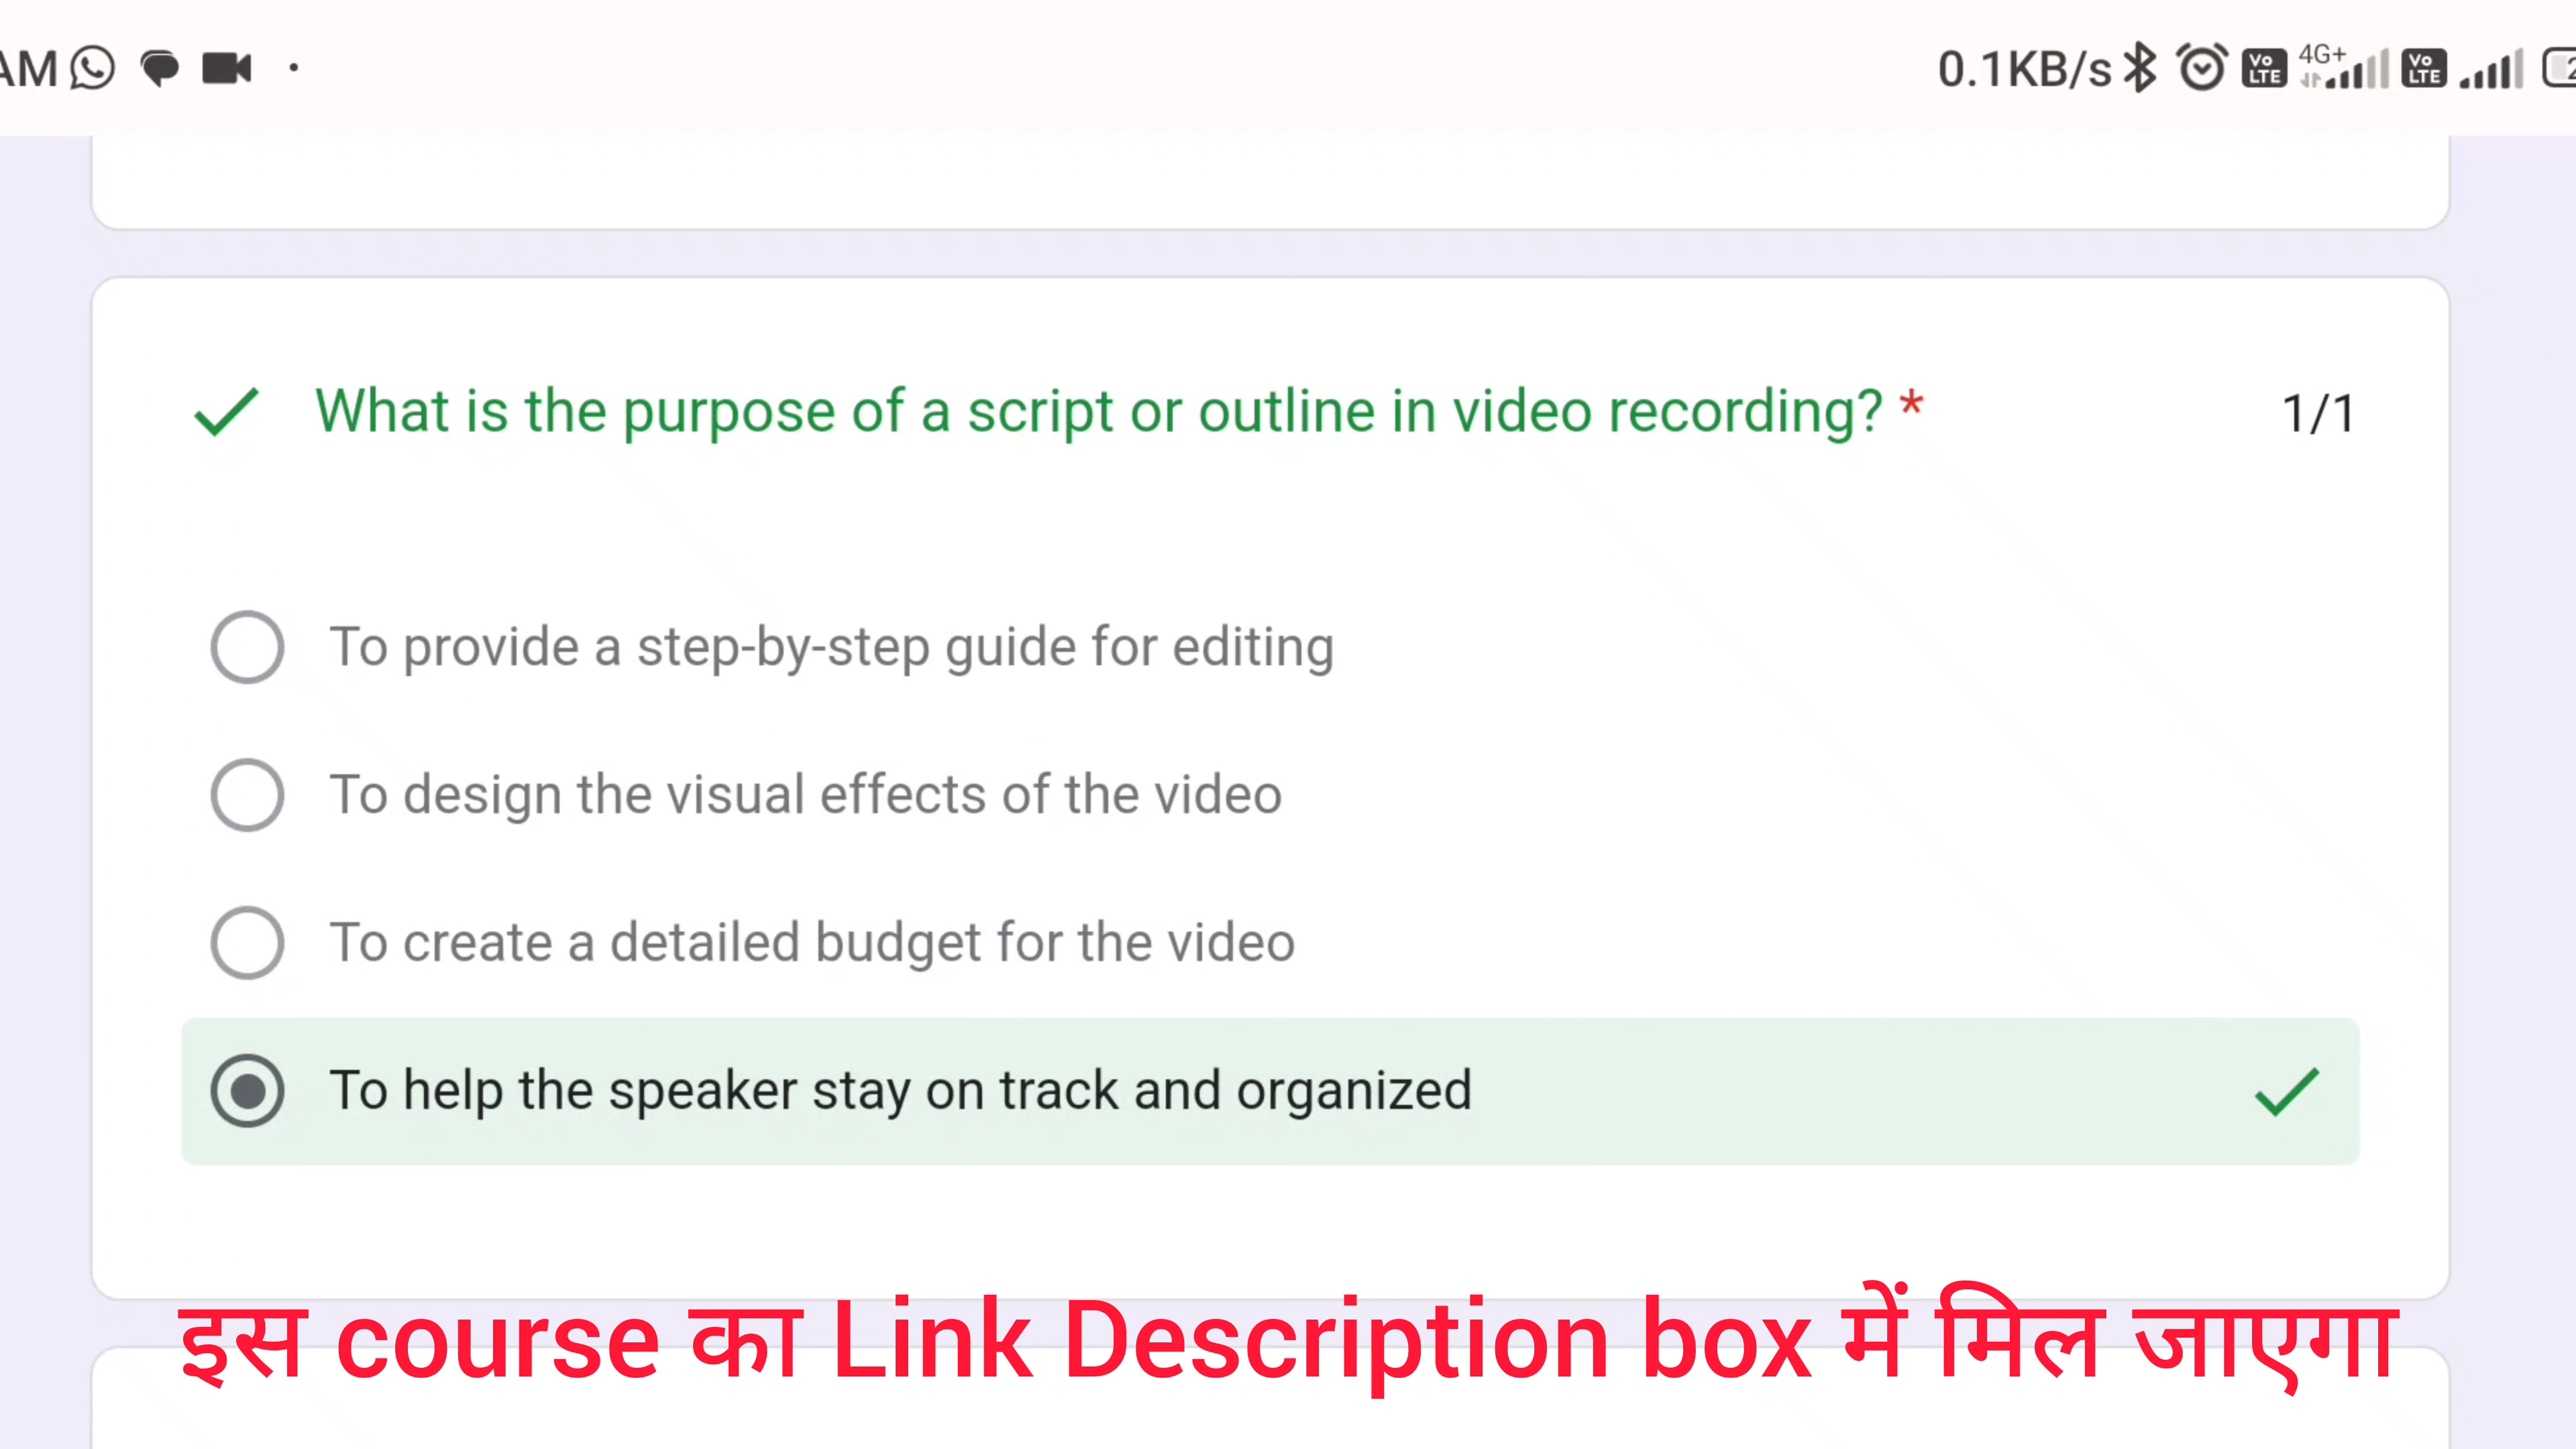 AM 0.1KB/s Vo LTE 4G+ Vo LTE
What is the purpose of a script or outline in video recording? * 1/1
To provide a step-by-step guide for editing
To design the visual effects of the video
To create a detailed budget for the video
To help the speaker stay on track and organized
इस course का Link Description box में मिल जाएगा